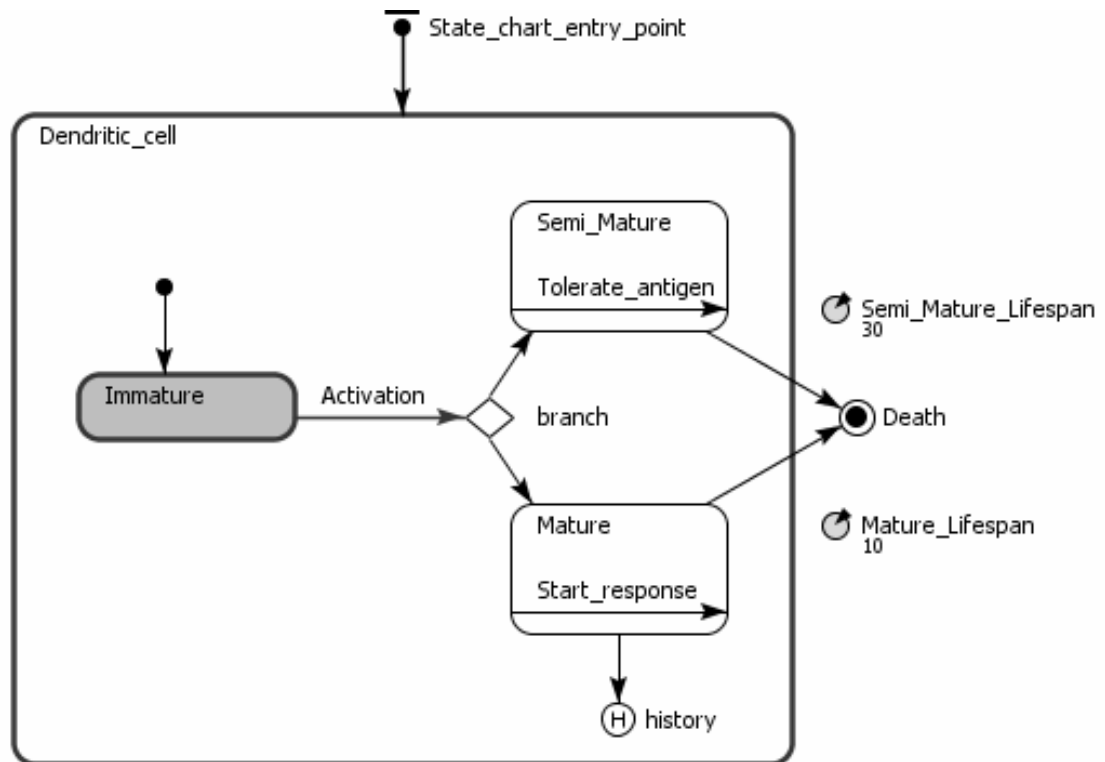 State_chart_entry_point
Dendritic_cell
Semi_Mature
Tolerate_antigen
Semi_Mature_Lifespan
30
Immature
Activation
branch
Death
Mature
Mature_Lifespan
10
Start_response
H
history